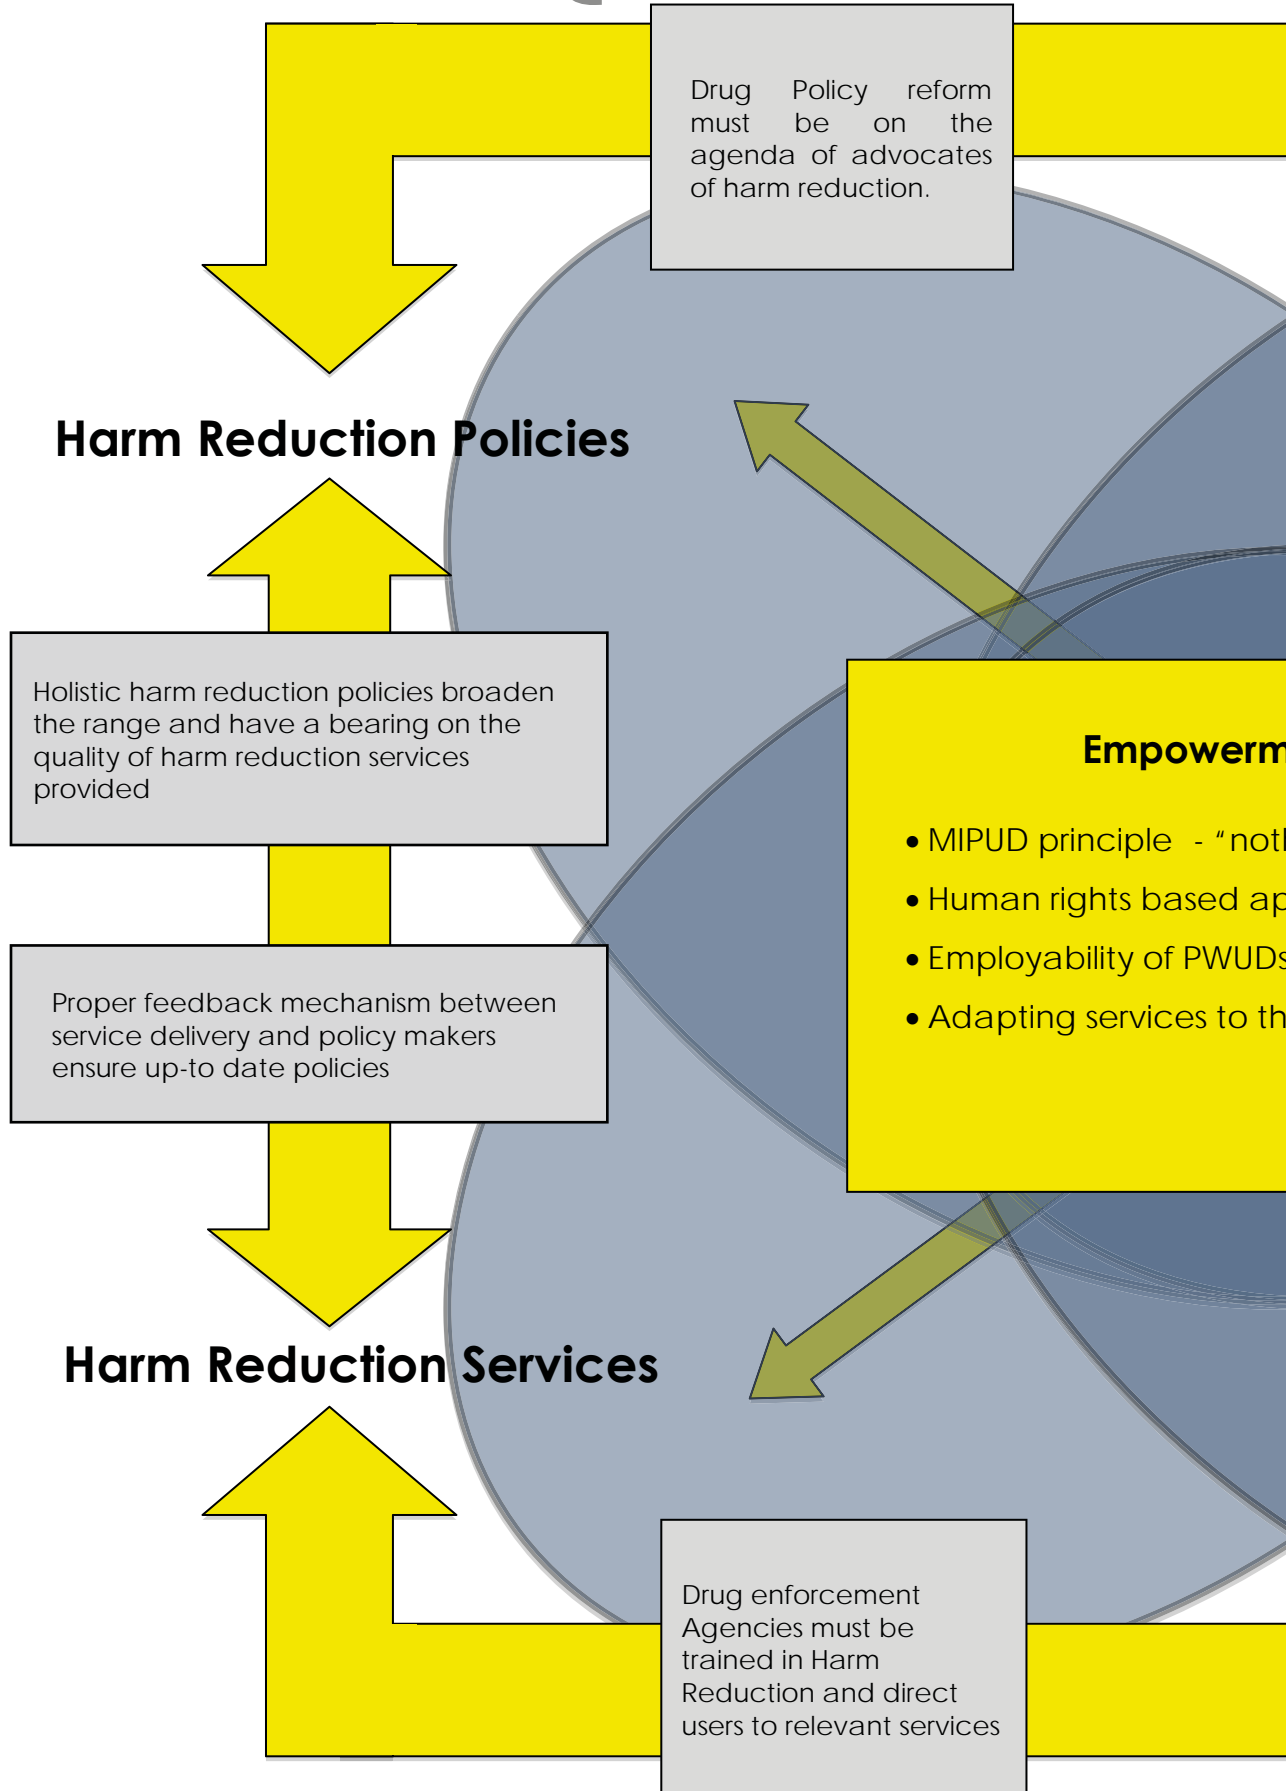 Drug Policy reform
must be on the
agenda of advocates
of harm reduction.
Harm Reduction Policies
Holistic harm reduction policies broaden
the range and have a bearing on the
quality of harm reduction services
provided
Empowerm
• MIPUD principle - “noth
• Human rights based ap
• Employability of PWUDs
• Adapting services to th
Proper feedback mechanism between
service delivery and policy makers
ensure up-to date policies
Harm Reduction Services
Drug enforcement
Agencies must be
trained in Harm
Reduction and direct
users to relevant services